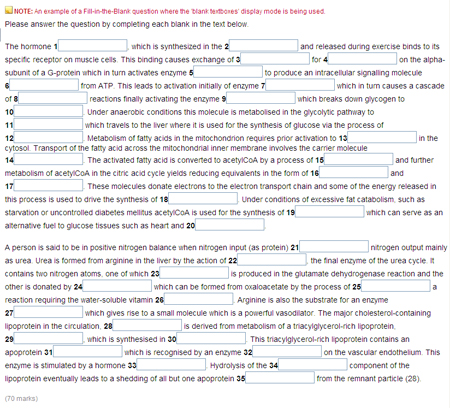 NOTE: An example of a Fill-in-the-Blank question where the 'blank textboxes' display mode is being used.
Please answer the question by completing each blank in the text below.
The hormone 1 , which is synthesized in the 2 and released during exercise binds to its
specific receptor on muscle cells. This binding causes exchange of 3 for 4 on the alpha-
subunit of a G-protein which in turn activates enzyme 5 to produce an intracellular signalling molecule
6 from ATP. This leads to activation initially of enzyme 7 which in turn causes a cascade
of 8 reactions finally activating the enzyme 9 which breaks down glycogen to
10 . Under anaerobic conditions this molecule is metabolised in the glycolytic pathway to
11 which travels to the liver where it is used for the synthesis of glucose via the process of
12 . Metabolism of fatty acids in the mitochondrion requires prior activation to 13 in the
cytosol. Transport of the fatty acid across the mitochondrial inner membrane involves the carrier molecule
14 . The activated fatty acid is converted to acetylCoA by a process of 15 and further
metabolism of acetylCoA in the citric acid cycle yields reducing equivalents in the form of 16 and
17 . These molecules donate electrons to the electron transport chain and some of the energy released in
this process is used to drive the synthesis of 18 . Under conditions of excessive fat catabolism, such as
starvation or uncontrolled diabetes mellitus acetylCoA is used for the synthesis of 19 which can serve as an
alternative fuel to glucose tissues such as heart and 20 .
A person is said to be in positive nitrogen balance when nitrogen input (as protein) 21 nitrogen output mainly
as urea. Urea is formed from arginine in the liver by the action of 22 , the final enzyme of the urea cycle. It
contains two nitrogen atoms, one of which 23 is produced in the glutamate dehydrogenase reaction and the
other is donated by 24 which can be formed from oxaloacetate by the process of 25 a
reaction requiring the water-soluble vitamin 26 . Arginine is also the substrate for an enzyme
27 which gives rise to a small molecule which is a powerful vasodilator. The major cholesterol-containing
lipoprotein in the circulation, 28 is derived from metabolism of a triacylglycerol-rich lipoprotein,
29 , which is synthesised in 30 . This triacylglycerol-rich lipoprotein contains an
apoprotein 31 which is recognised by an enzyme 32 on the vascular endothelium. This
enzyme is stimulated by a hormone 33 . Hydrolysis of the 34 component of the
lipoprotein eventually leads to a shedding of all but one apoprotein 35 from the remnant particle (28).
(70 marks)